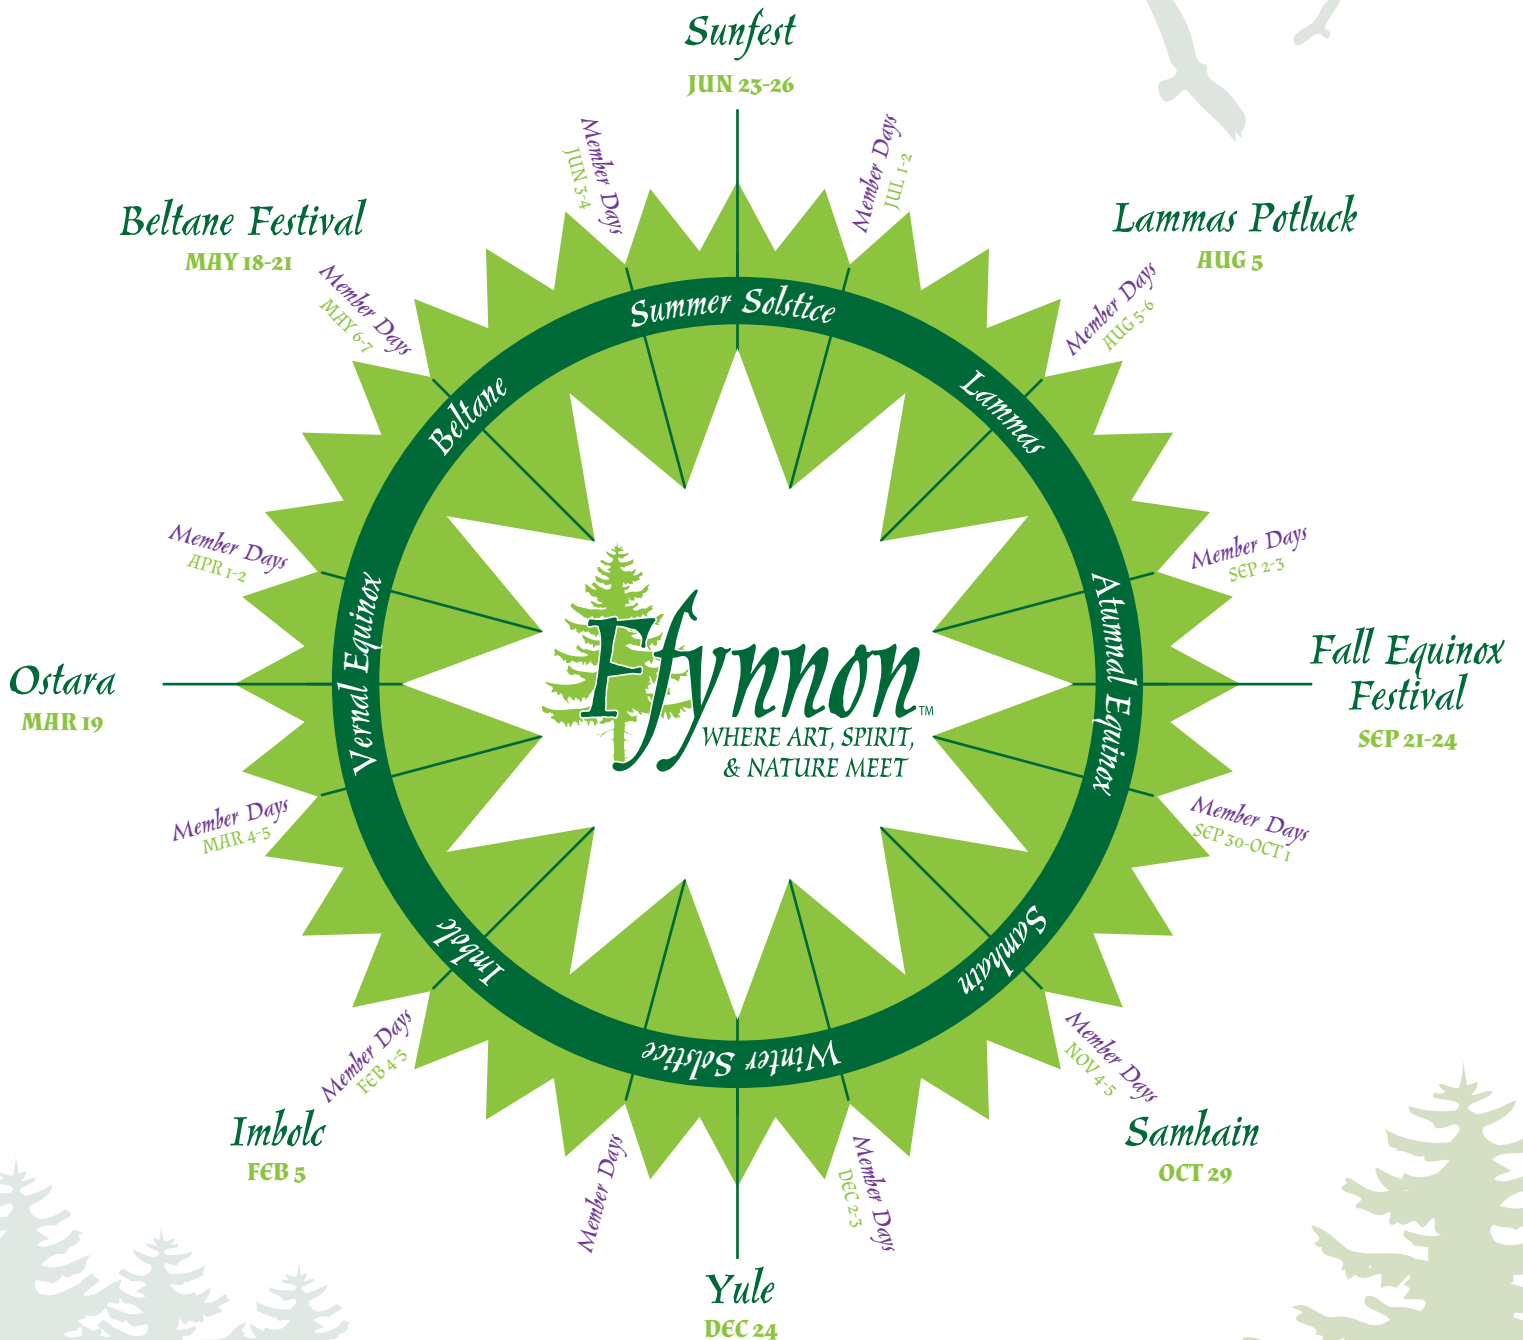 Sunfest
JUN 23-26
Member Days
JUN 3-4
Member Days
JUL 1-2
Beltane Festival
MAY 18-21
Member Days
MAY 6-7
Lammas Potluck
AUG 5
Member Days
AUG 5-6
Summer Solstice
Beltane
Lammas
Member Days
APR 1-2
Member Days
SEP 2-3
Vernal Equinox
Atumnal Equinox
Ostara
MAR 19
Ffynnon™
WHERE ART, SPIRIT,
& NATURE MEET
Fall Equinox
Festival
SEP 21-24
Member Days
MAR 4-5
Member Days
SEP 30-OCT 1
Imbolc
Samhain
Winter Solstice
Member Days
FEB 4-5
Member Days
NOV 4-5
Imbolc
FEB 5
Samhain
OCT 29
Member Days
Member Days
DEC 2-3
Yule
DEC 24